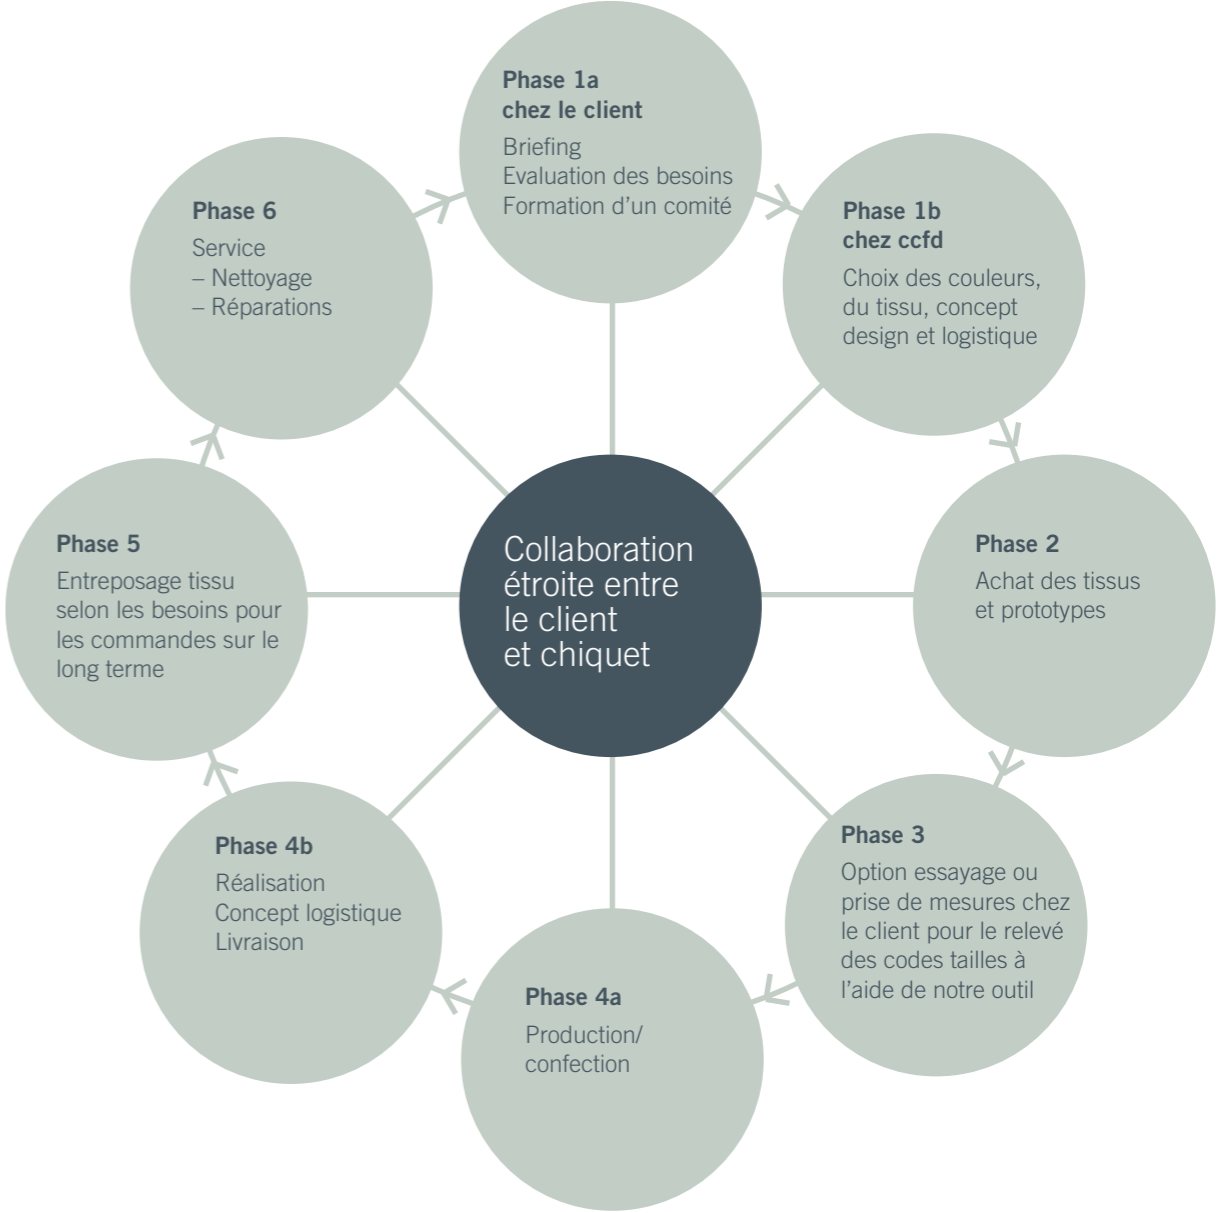 Phase 1a
chez le client
Briefing
Evaluation des besoins
Formation d’un comité
Phase 1b
chez ccfd
Choix des couleurs,
du tissu, concept
design et logistique
Phase 2
Achat des tissus
et prototypes
Phase 3
Option essayage ou
prise de mesures chez
le client pour le relevé
des codes tailles à
l’aide de notre outil
Phase 4a
Production/
confection
Phase 4b
Réalisation
Concept logistique
Livraison
Phase 5
Entreposage tissu
selon les besoins pour
les commandes sur le
long terme
Phase 6
Service
– Nettoyage
– Réparations
Collaboration
étroite entre
le client
et chiquet